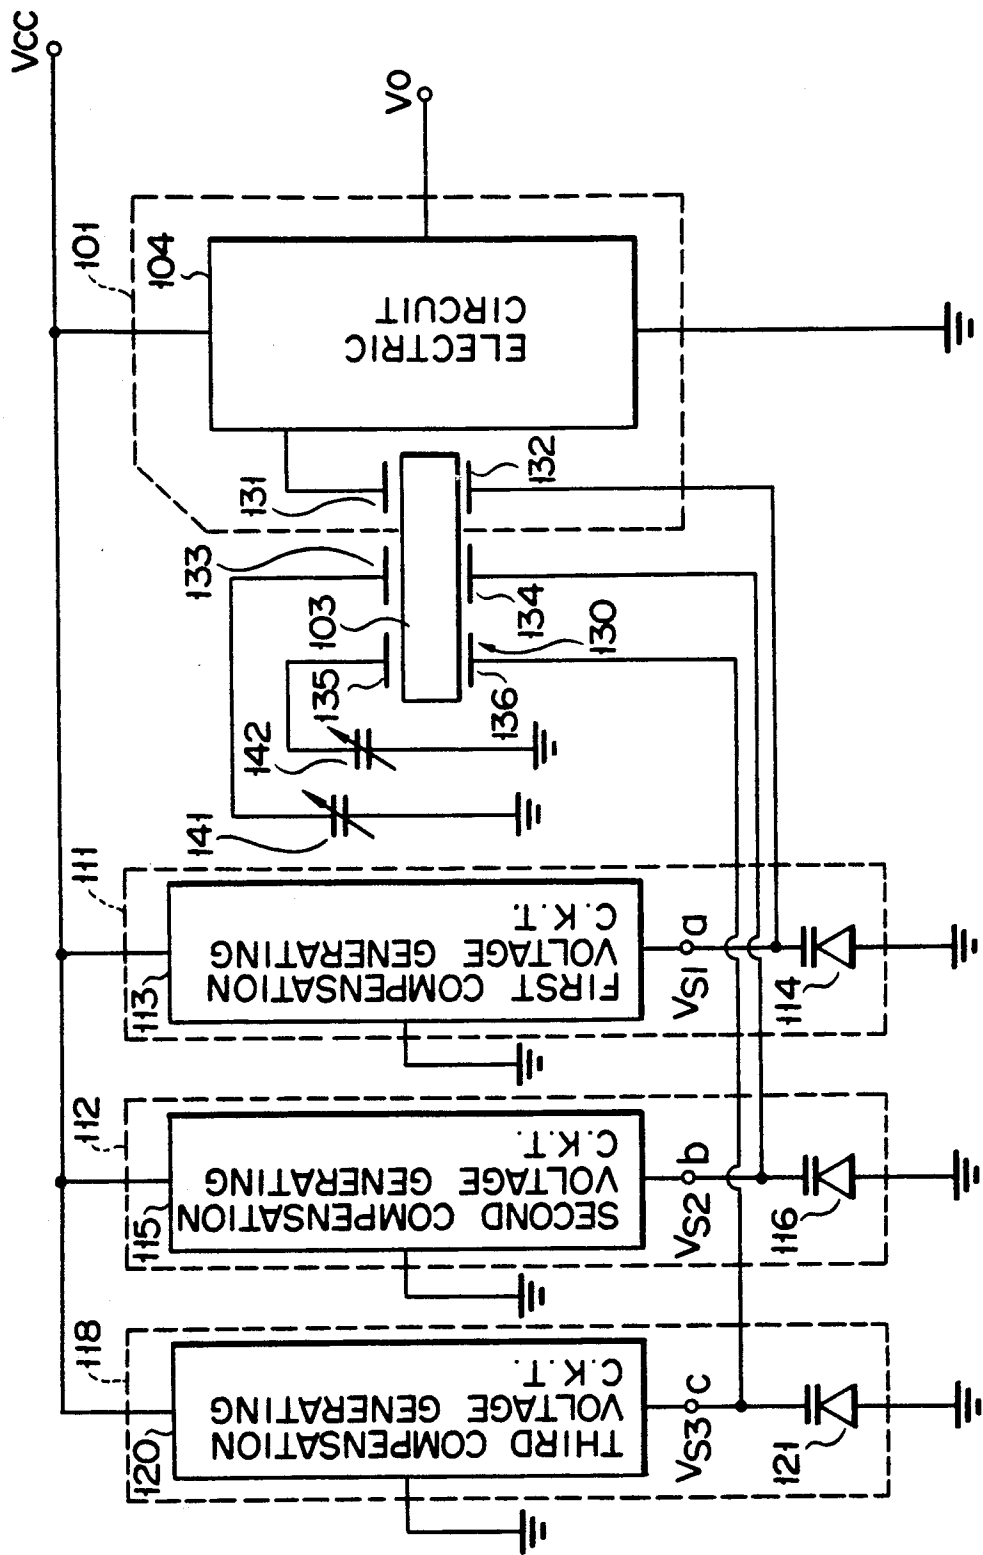 VCC
VO
101
104
ELECTRIC
CIRCUIT
131
132
133
134
103
130
135
136
142
141
111
113
FIRST COMPENSATION
VOLTAGE GENERATING
C.K.T.
VS1
a
114
112
115
SECOND COMPENSATION
VOLTAGE GENERATING
C.K.T.
VS2
b
116
118
120
THIRD COMPENSATION
VOLTAGE GENERATING
C.K.T.
VS3
c
121